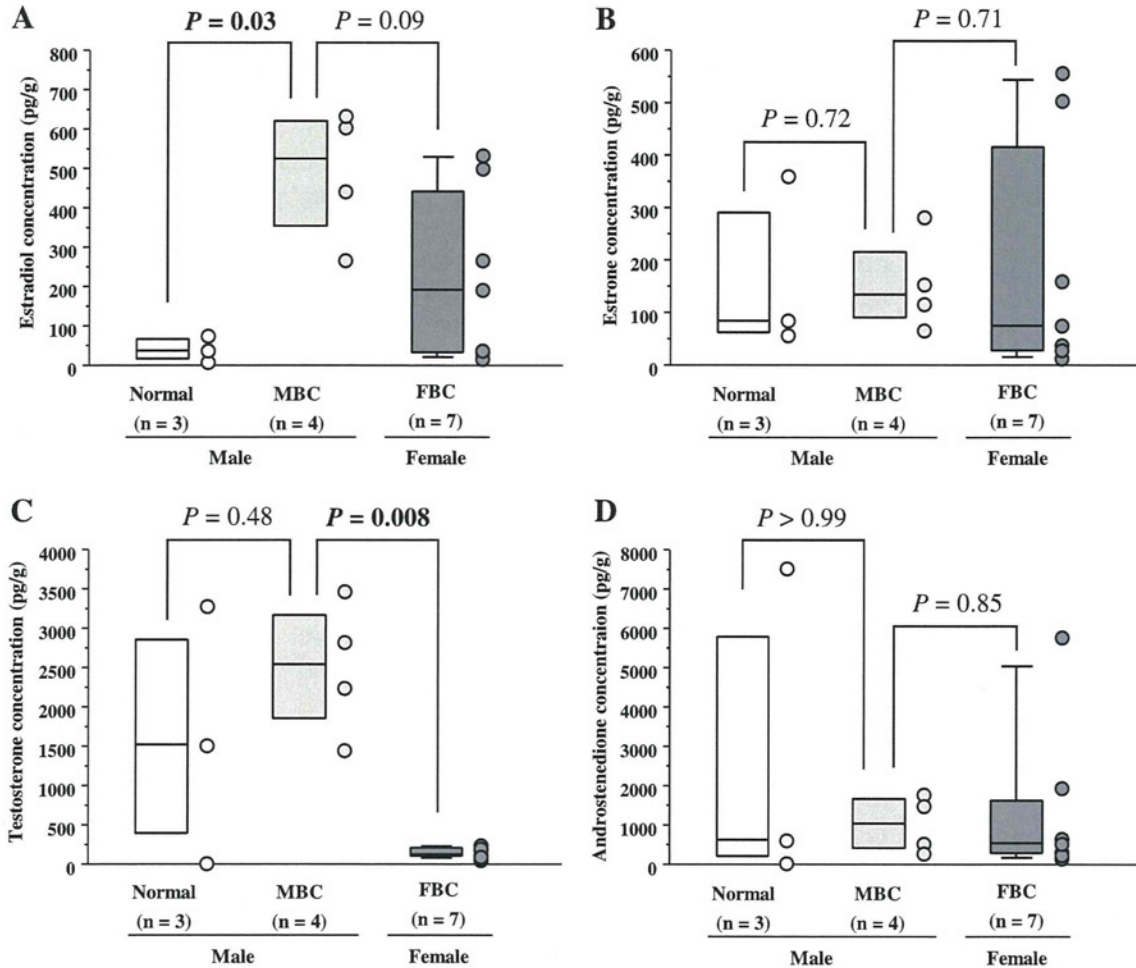 A
P = 0.03
P = 0.09
Estradiol concentration (pg/g)
800
700
600
500
400
300
200
100
0
Normal
MBC
FBC
(n = 3)
(n = 4)
(n = 7)
Male
Female
B
P = 0.71
P = 0.72
Estrone concentration (pg/g)
600
500
400
300
200
100
0
Normal
MBC
FBC
(n = 3)
(n = 4)
(n = 7)
Male
Female
C
P = 0.48
P = 0.008
Testosterone concentration (pg/g)
4000
3500
3000
2500
2000
1500
1000
500
0
Normal
MBC
FBC
(n = 3)
(n = 4)
(n = 7)
Male
Female
D
P > 0.99
P = 0.85
Androstenedione concentraion (pg/g)
8000
7000
6000
5000
4000
3000
2000
1000
0
Normal
MBC
FBC
(n = 3)
(n = 4)
(n = 7)
Male
Female